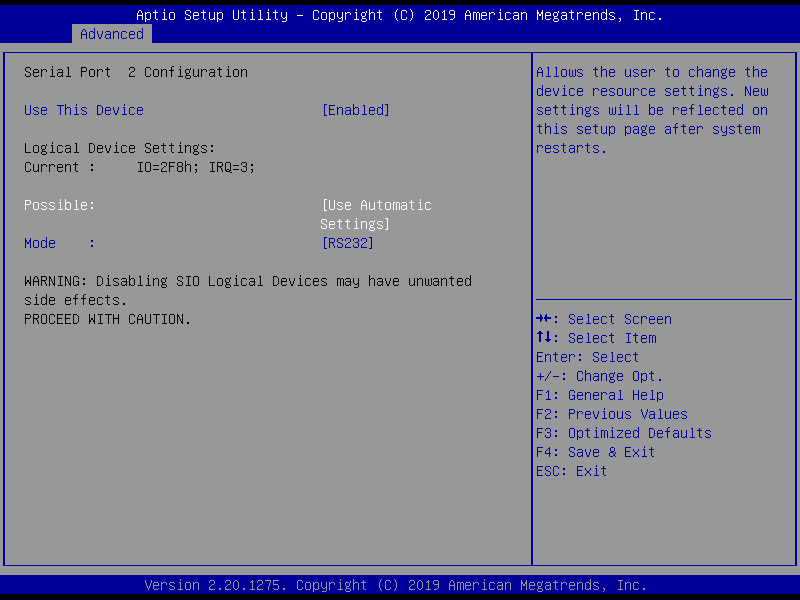 Aptio Setup Utility – Copyright (C) 2019 American Megatrends, Inc.
Advanced
Serial Port  2 Configuration
Use This Device [Enabled]
Logical Device Settings:
Current :     IO=2F8h; IRQ=3;
Possible: [Use Automatic
Settings]
Mode    : [RS232]
WARNING: Disabling SIO Logical Devices may have unwanted
side effects.
PROCEED WITH CAUTION.
Allows the user to change the
device resource settings. New
settings will be reflected on
this setup page after system
restarts.
→←: Select Screen
↑↓: Select Item
Enter: Select
+/–: Change Opt.
F1: General Help
F2: Previous Values
F3: Optimized Defaults
F4: Save & Exit
ESC: Exit
Version 2.20.1275. Copyright (C) 2019 American Megatrends, Inc.